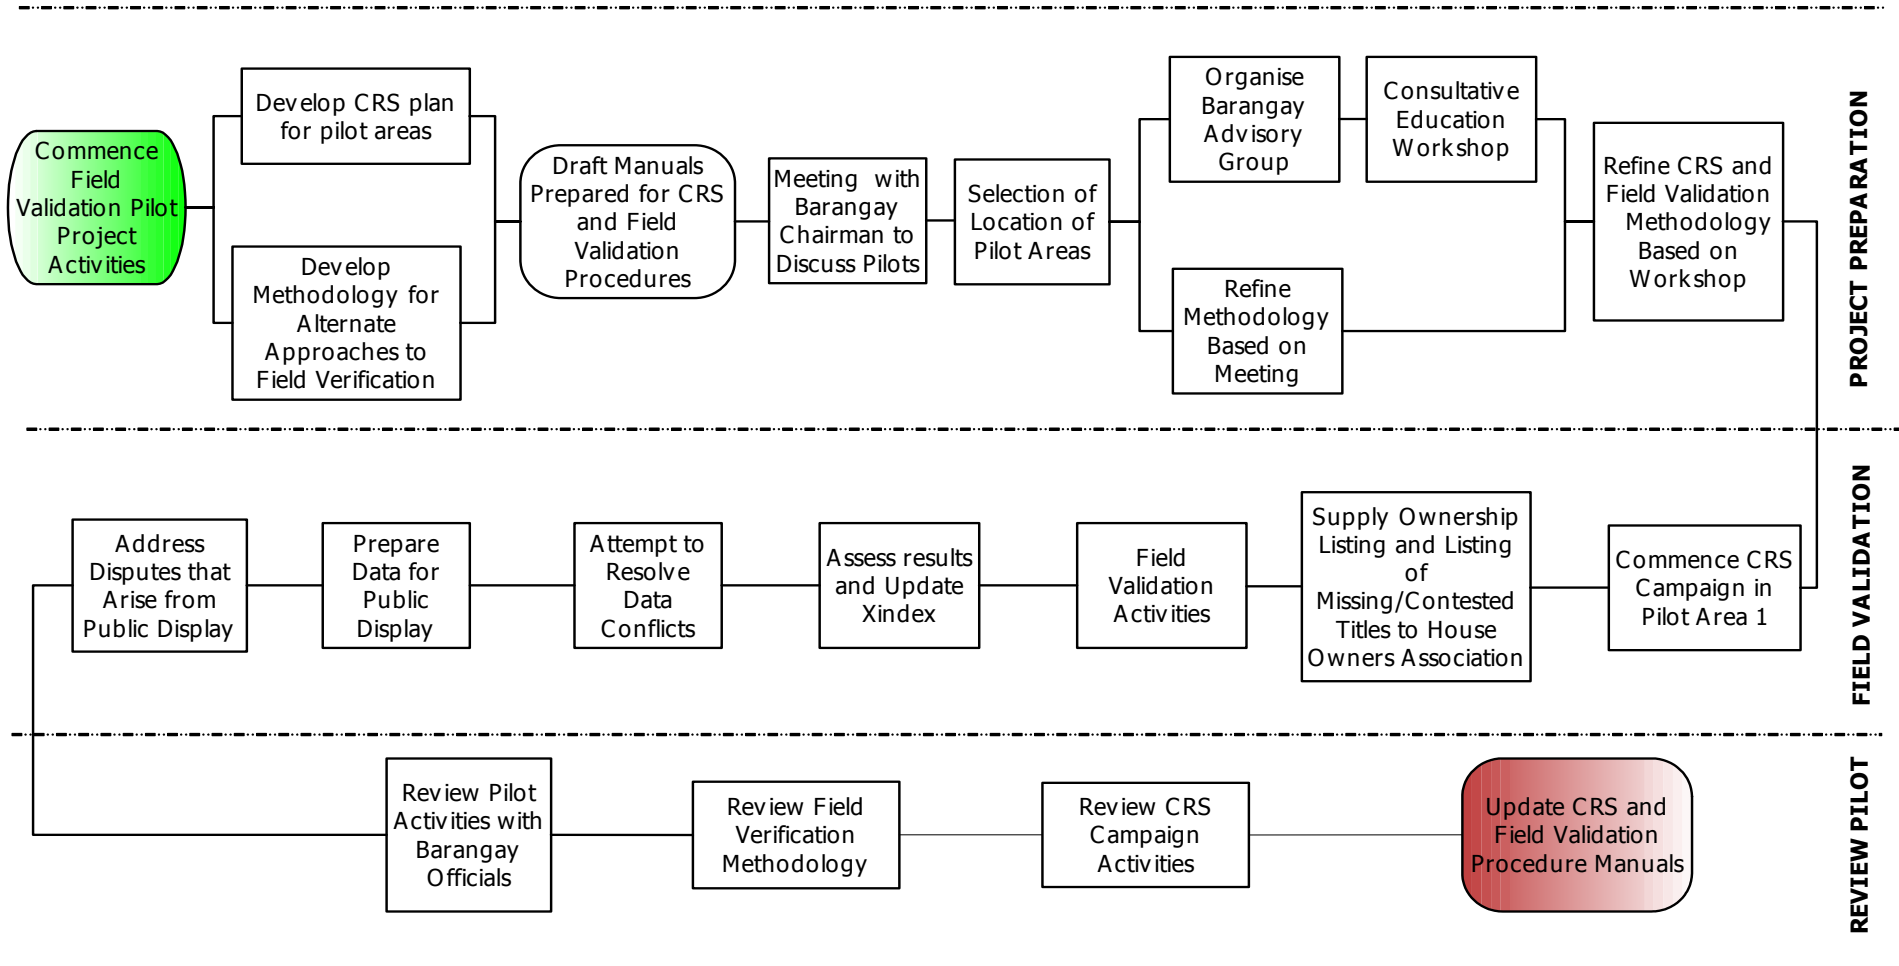 Commence
Field
Validation Pilot
Project
Activities
Develop CRS plan
for pilot areas
Develop
Methodology for
Alternate
Approaches to
Field Verification
Draft Manuals
Prepared for CRS
and Field
Validation
Procedures
Meeting with
Barangay
Chairman to
Discuss Pilots
Selection of
Location of
Pilot Areas
Organise
Barangay
Advisory
Group
Consultative
Education
Workshop
Refine
Methodology
Based on
Meeting
Refine CRS and
Field Validation
Methodology
Based on
Workshop
PROJECT PREPARATION
Address
Disputes that
Arise from
Public Display
Prepare
Data for
Public
Display
Attempt to
Resolve
Data
Conflicts
Assess results
and Update
Xindex
Field
Validation
Activities
Supply Ownership
Listing and Listing
of
Missing/Contested
Titles to House
Owners Association
Commence CRS
Campaign in
Pilot Area 1
FIELD VALIDATION
Review Pilot
Activities with
Barangay
Officials
Review Field
Verification
Methodology
Review CRS
Campaign
Activities
Update CRS and
Field Validation
Procedure Manuals
REVIEW PILOT